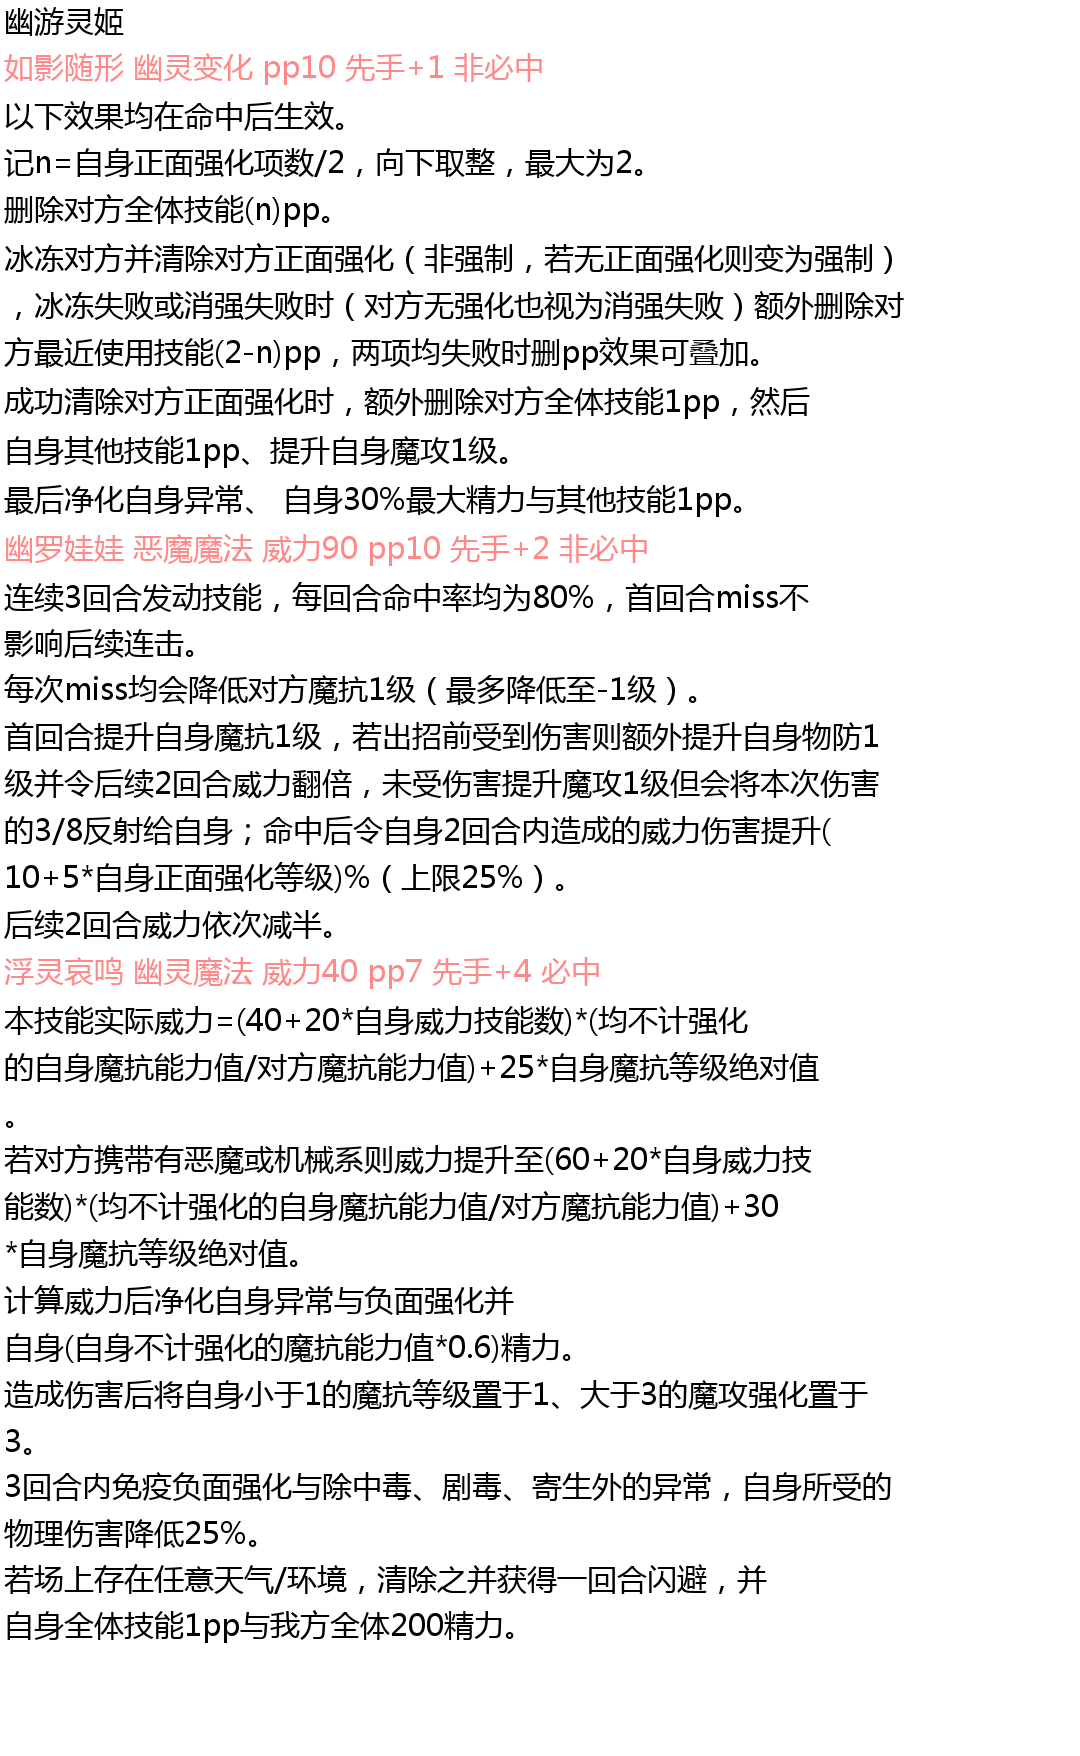 幽游灵姬
如影随形 幽灵变化 pp10 先手+1 非必中
以下效果均在命中后生效。
记n=自身正面强化项数/2，向下取整，最大为2。
删除对方全体技能(n)pp。
冰冻对方并清除对方正面强化（非强制，若无正面强化则变为强制）
，冰冻失败或消强失败时（对方无强化也视为消强失败）额外删除对
方最近使用技能(2-n)pp，两项均失败时删pp效果可叠加。
成功清除对方正面强化时，额外删除对方全体技能1pp，然后
自身其他技能1pp、提升自身魔攻1级。
最后净化自身异常、 自身30%最大精力与其他技能1pp。
幽罗娃娃 恶魔魔法 威力90 pp10 先手+2 非必中
连续3回合发动技能，每回合命中率均为80%，首回合miss不
影响后续连击。
每次miss均会降低对方魔抗1级（最多降低至-1级）。
首回合提升自身魔抗1级，若出招前受到伤害则额外提升自身物防1
级并令后续2回合威力翻倍，未受伤害提升魔攻1级但会将本次伤害
的3/8反射给自身；命中后令自身2回合内造成的威力伤害提升(
10+5*自身正面强化等级)%（上限25%）。
后续2回合威力依次减半。
浮灵哀鸣 幽灵魔法 威力40 pp7 先手+4 必中
本技能实际威力=(40+20*自身威力技能数)*(均不计强化
的自身魔抗能力值/对方魔抗能力值)+25*自身魔抗等级绝对值
。
若对方携带有恶魔或机械系则威力提升至(60+20*自身威力技
能数)*(均不计强化的自身魔抗能力值/对方魔抗能力值)+30
*自身魔抗等级绝对值。
计算威力后净化自身异常与负面强化并
自身(自身不计强化的魔抗能力值*0.6)精力。
造成伤害后将自身小于1的魔抗等级置于1、大于3的魔攻强化置于
3。
3回合内免疫负面强化与除中毒、剧毒、寄生外的异常，自身所受的
物理伤害降低25%。
若场上存在任意天气/环境，清除之并获得一回合闪避，并
自身全体技能1pp与我方全体200精力。